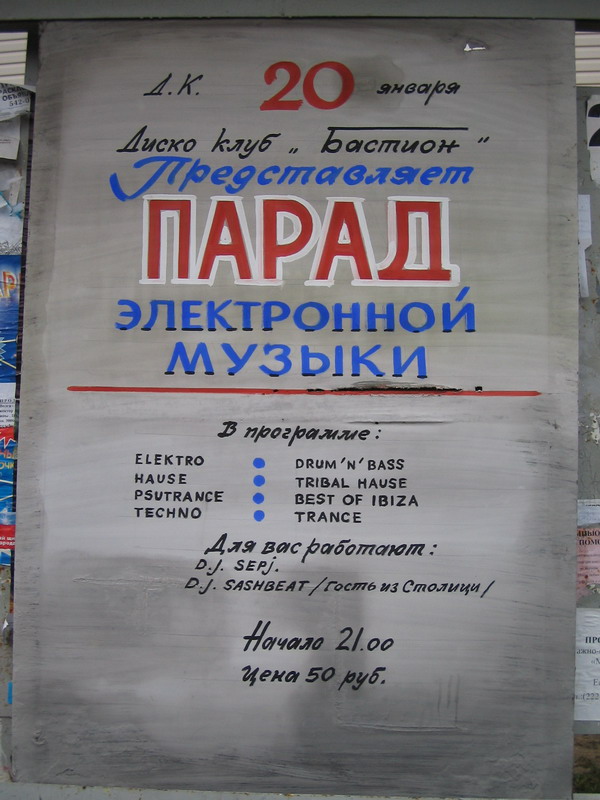 Д.К. 20 января
Диско клуб „Бастион"
Представляет
ПАРАД
ЭЛЕКТРОННОЙ
МУЗЫКИ
В программе:
ELEKTRO • DRUM'N'BASS
HAUSE • TRIBAL HAUSE
PSUTRANCE • BEST OF IBIZA
TECHNO • TRANCE
Для вас работают:
D.J. SEPJ.
D.J. SASHBEAT /Гость из Столици/
Начало 21.00
Цена 50 руб.